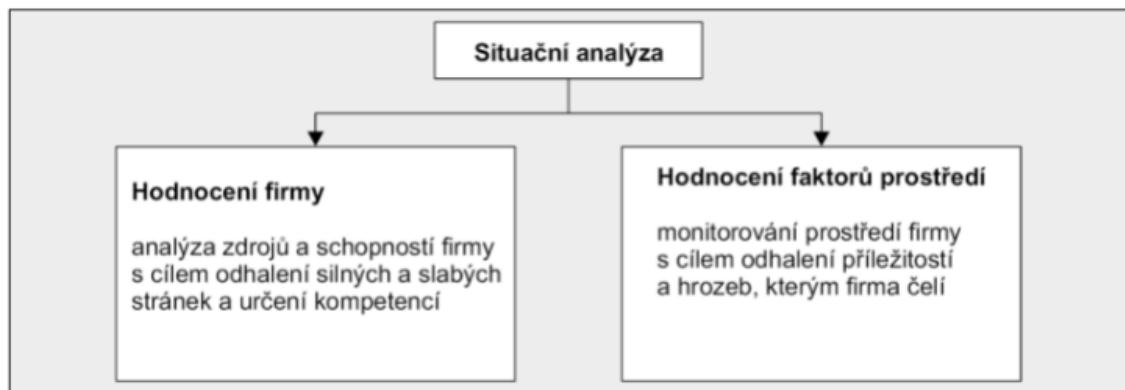 Situační analýza
Hodnocení firmy
analýza zdrojů a schopností firmy
s cílem odhalení silných a slabých
stránek a určení kompetencí
Hodnocení faktorů prostředí
monitorování prostředí firmy
s cílem odhalení příležitostí
a hrozeb, kterým firma čelí